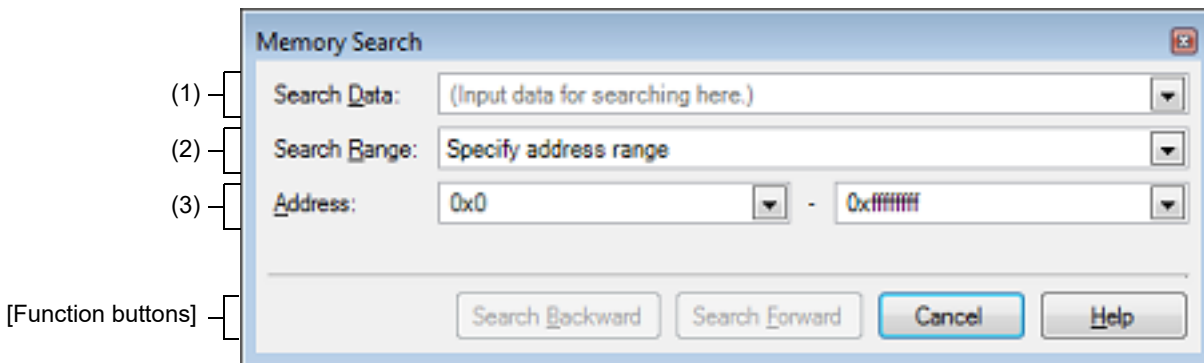 Memory Search
(1) Search Data: (Input data for searching here.)
(2) Search Range: Specify address range
(3) Address: 0x0 - 0xffffffff
[Function buttons] Search Backward Search Forward Cancel Help